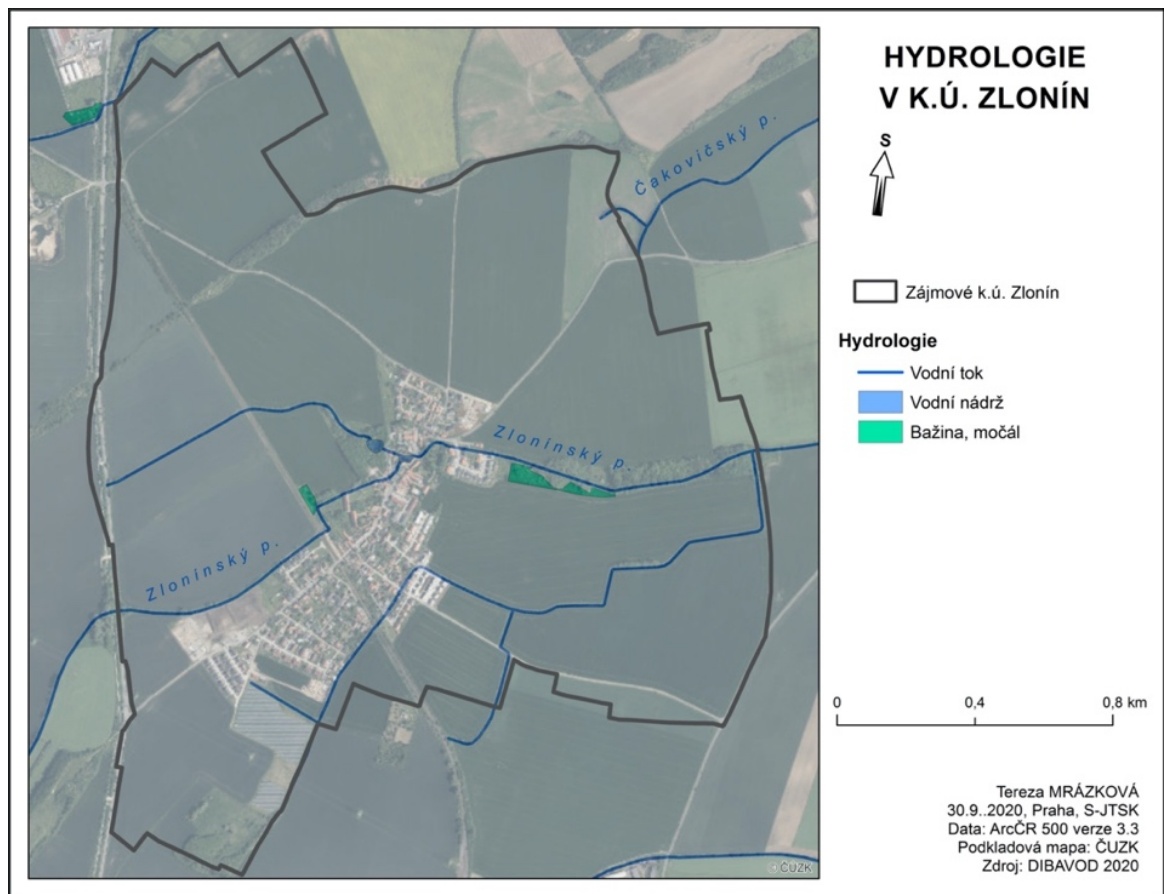 HYDROLOGIE
V K.Ú. ZLONÍN
S
Čakovičský p.
Zájmové k.ú. Zlonín
Hydrologie
Vodní tok
Vodní nádrž
Bažina, močál
Zlonínský p.
Zlonínský p.
0 0,4 0,8 km
Tereza MRÁZKOVÁ
30.9..2020, Praha, S-JTSK
Data: ArcČR 500 verze 3.3
Podkladová mapa: ČUZK
Zdroj: DIBAVOD 2020
© ČUZK